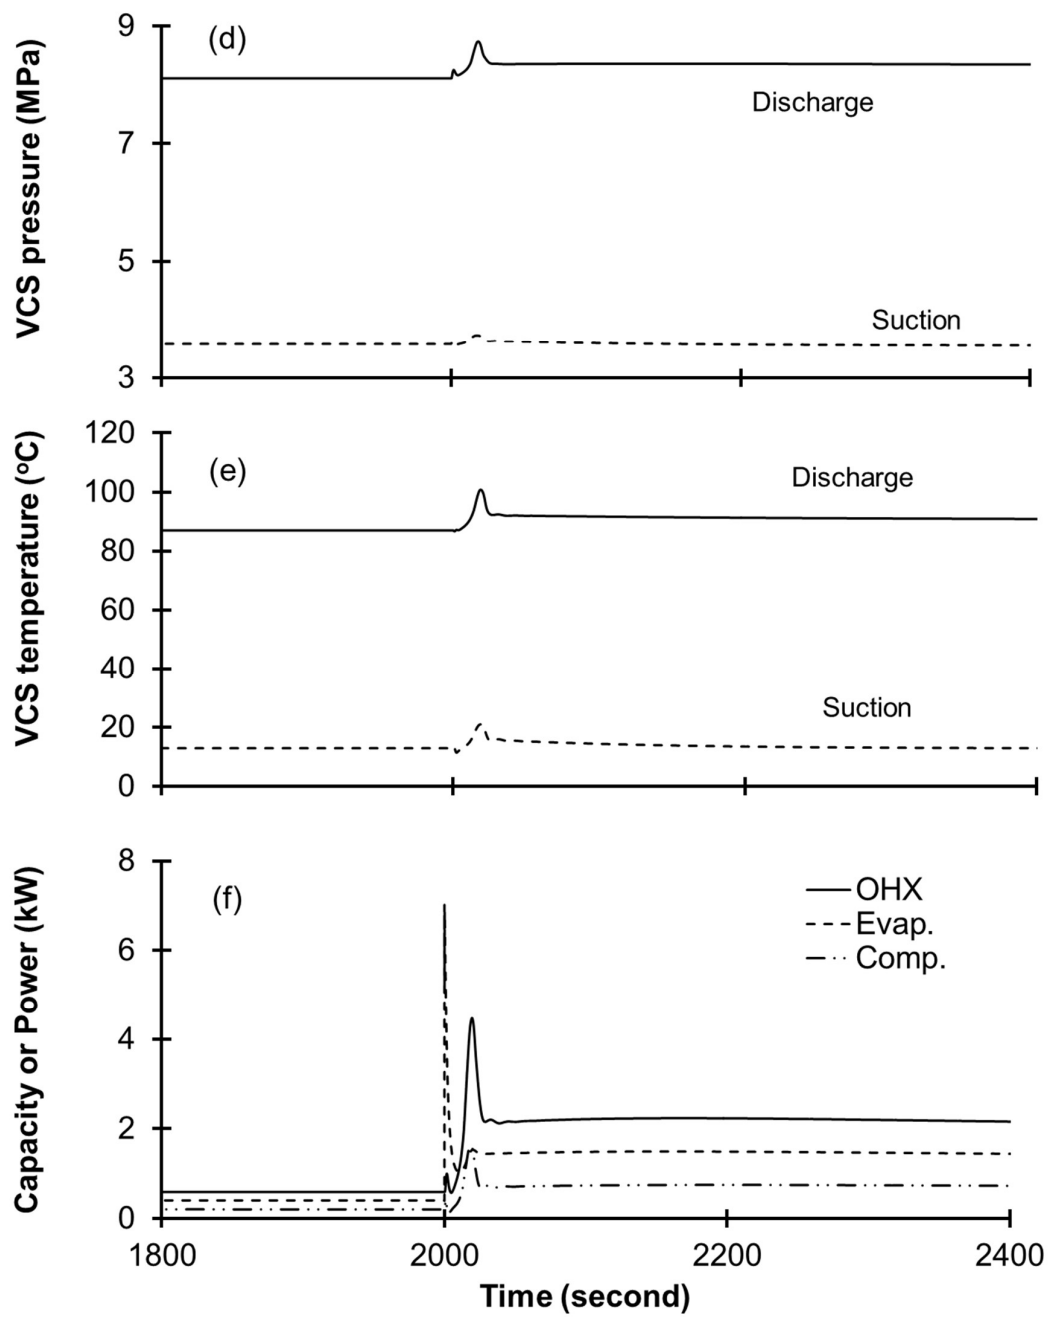 VCS pressure (MPa)
9
7
5
3
(d)
Discharge
Suction
VCS temperature (oC)
120
100
80
60
40
20
0
(e)
Discharge
Suction
Capacity or Power (kW)
8
6
4
2
0
(f)
OHX
Evap.
Comp.
1800 2000 2200 2400
Time (second)